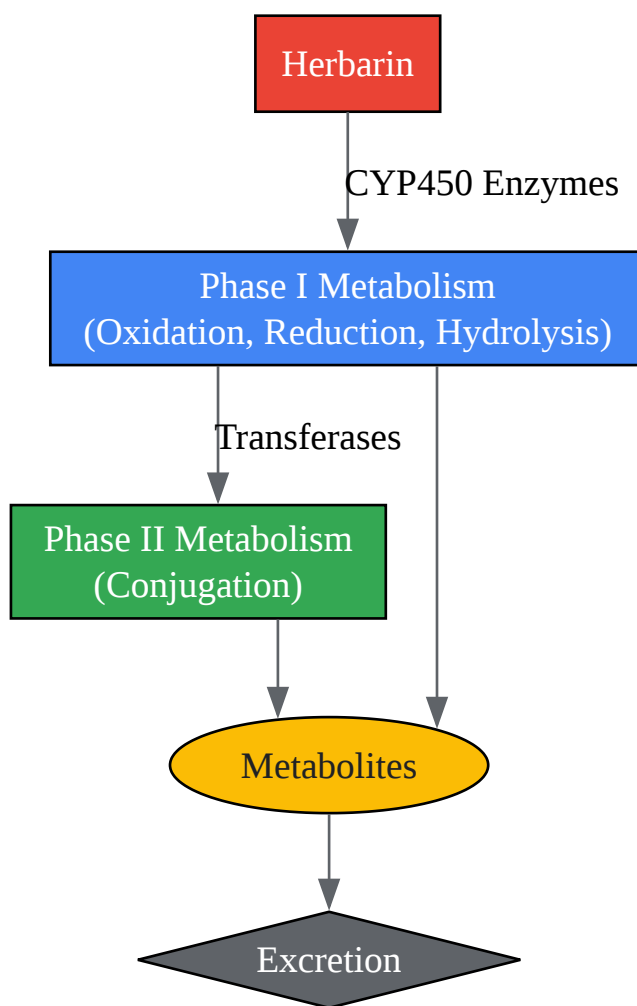 Herbarin
CYP450 Enzymes
Phase I Metabolism
(Oxidation, Reduction, Hydrolysis)
Transferases
Phase II Metabolism
(Conjugation)
Metabolites
Excretion